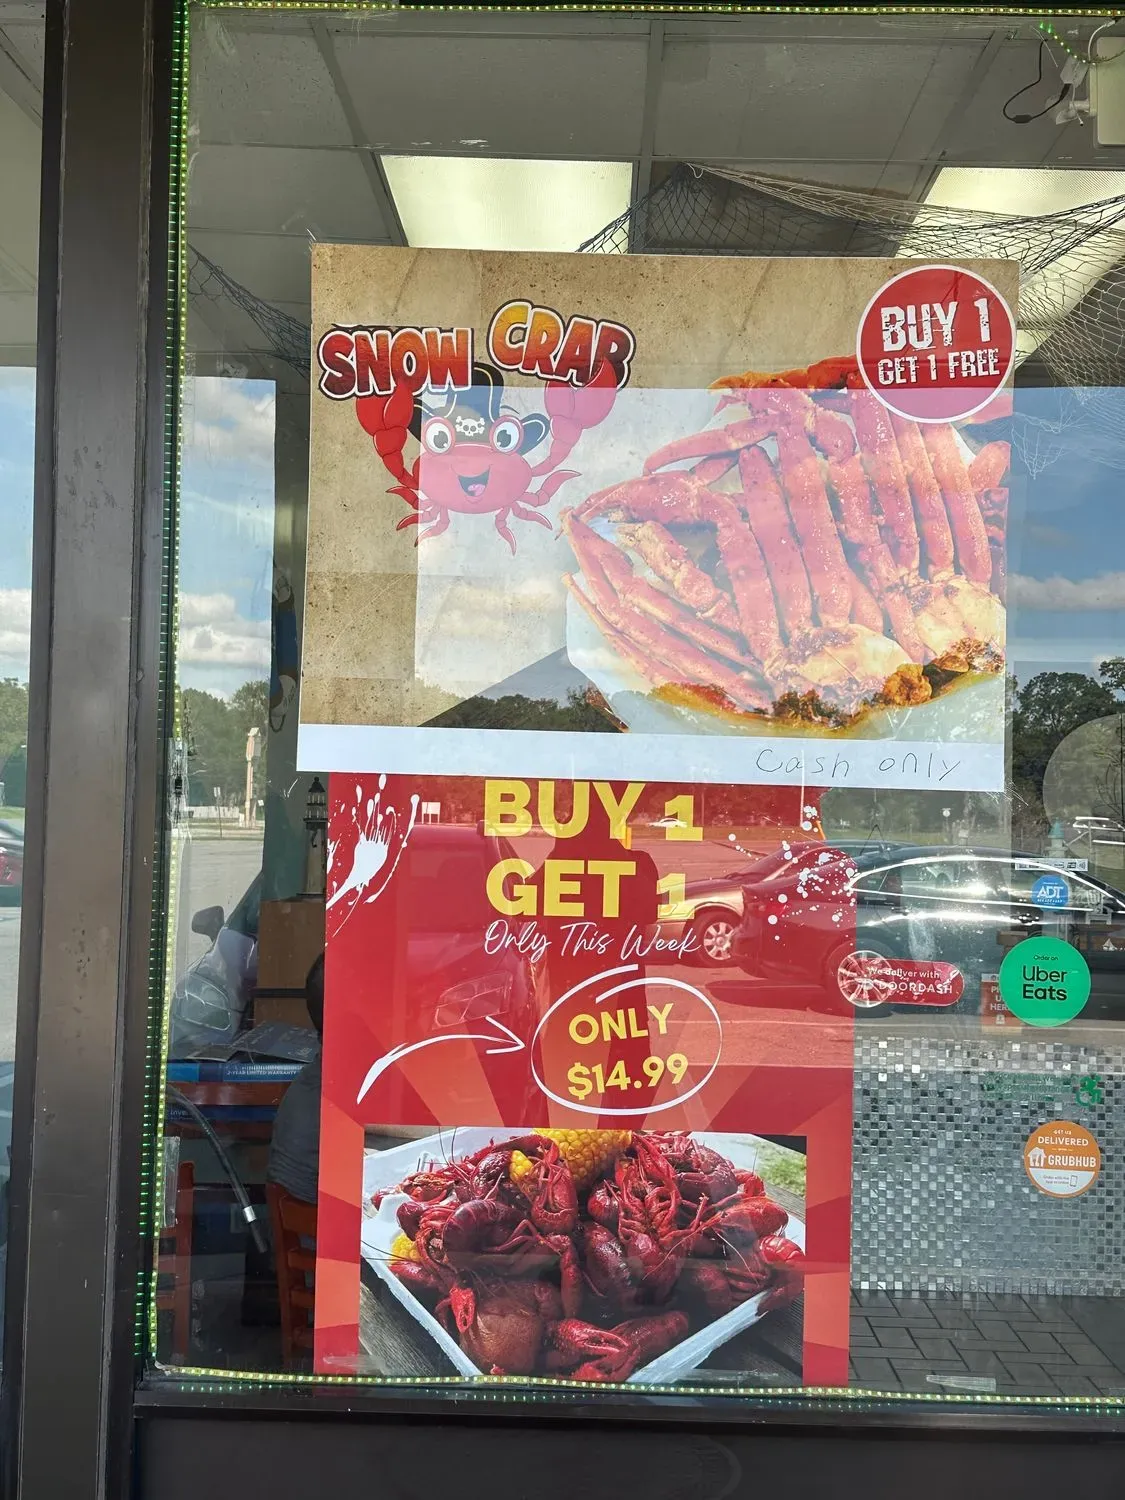 SNOW CRAB
BUY 1
GET 1 FREE
Cash only
BUY 1
GET 1
Only This Week
ONLY
$14.99
ADT
We deliver with
DOORDASH
Order on
Uber
Eats
GET US
DELIVERED
GRUBHUB